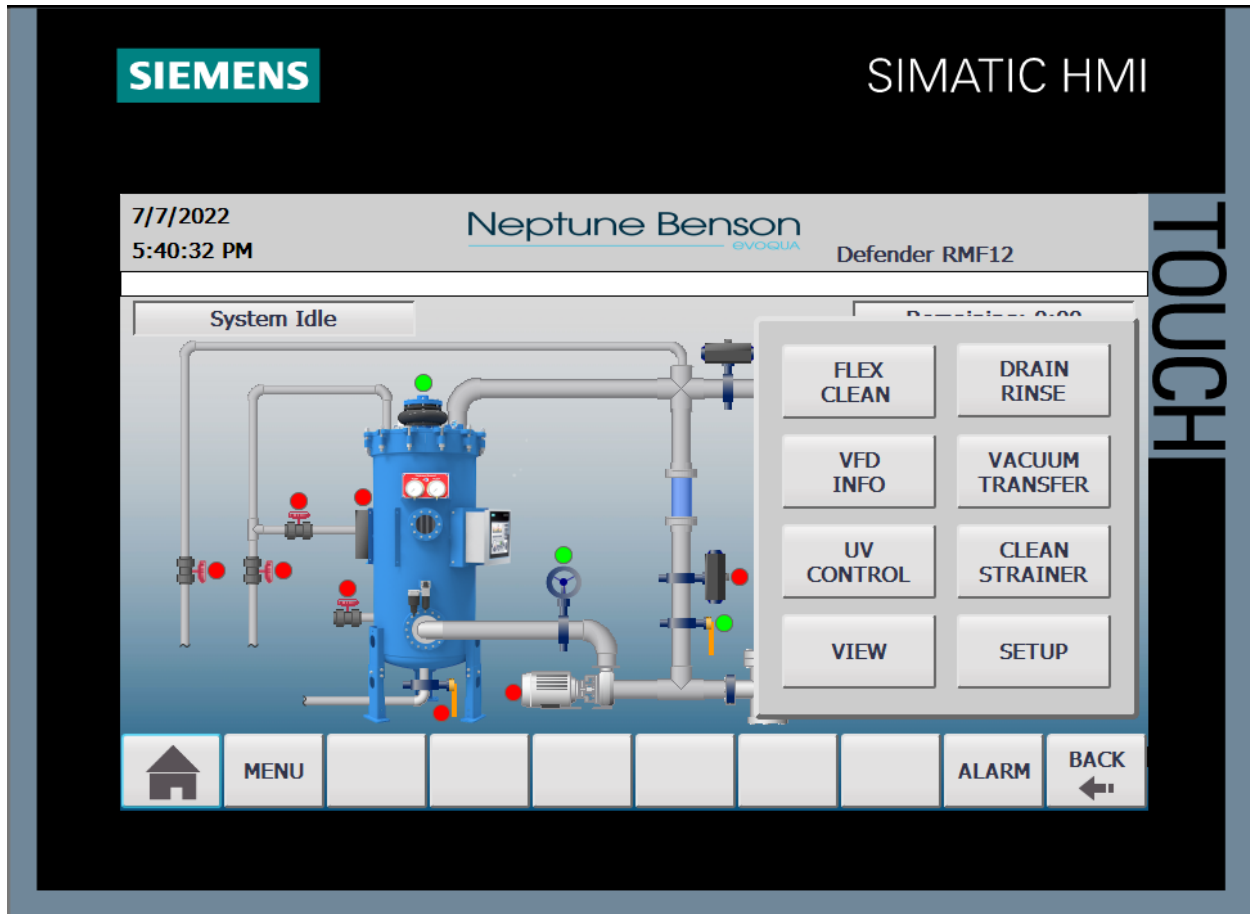 SIEMENS
SIMATIC HMI
TOUCH
7/7/2022
5:40:32 PM
Neptune Benson
evoqua
Defender RMF12
System Idle
FLEX
CLEAN
DRAIN
RINSE
VFD
INFO
VACUUM
TRANSFER
UV
CONTROL
CLEAN
STRAINER
VIEW
SETUP
MENU
ALARM
BACK